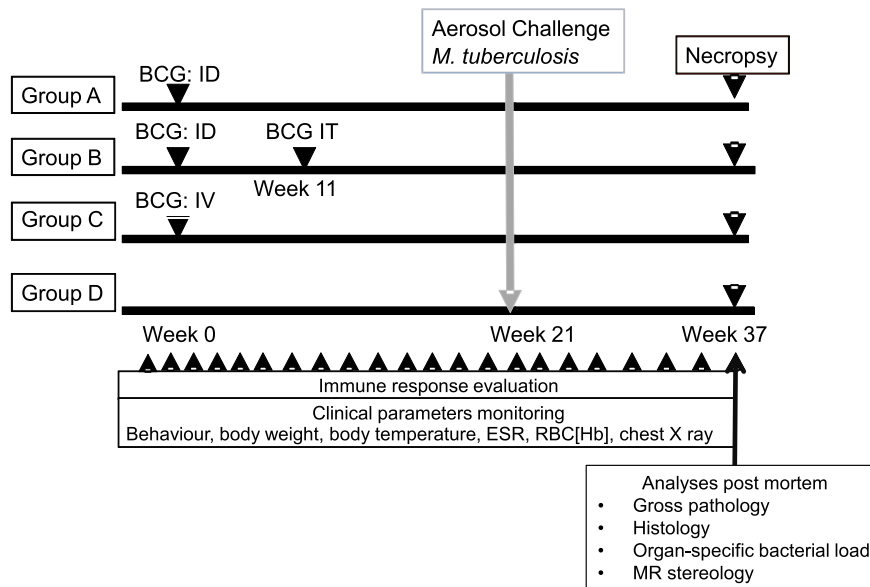 Aerosol Challenge
M. tuberculosis
Necropsy
BCG: ID
Group A
BCG: ID
BCG IT
Group B
Week 11
BCG: IV
Group C
Group D
Week 0
Week 21
Week 37
Immune response evaluation
Clinical parameters monitoring
Behaviour, body weight, body temperature, ESR, RBC[Hb], chest X ray
Analyses post mortem
• Gross pathology
• Histology
• Organ-specific bacterial load
• MR stereology